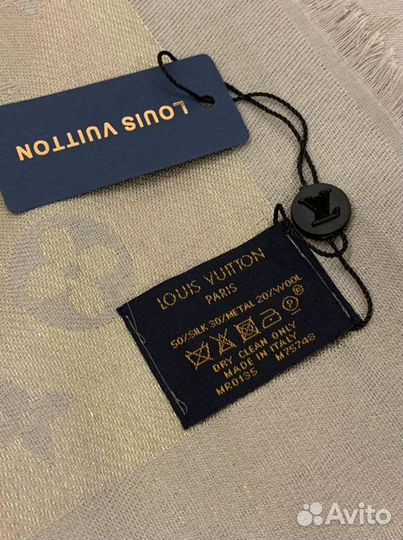 LOUIS VUITTON
LV
LOUIS VUITTON
PARIS
50%SILK 30%METAL 20%WOOL
P
DRY CLEAN ONLY
MADE IN ITALY
MR0135 M75748
Avito